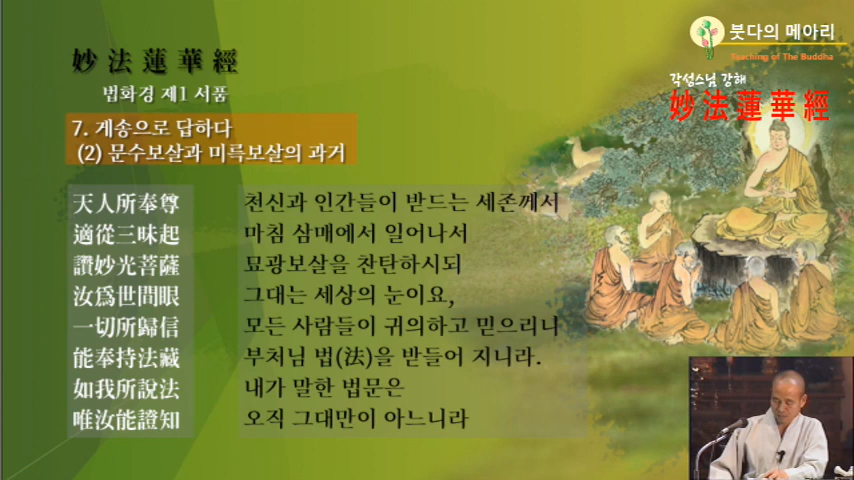 붓다의 메아리
Teaching of The Buddha
각성스님 강해
妙法蓮華經
妙法蓮華經
법화경 제1 서품
7. 게송으로 답하다
(2) 문수보살과 미륵보살의 과거
天人所奉尊 천신과 인간들이 받드는 세존께서
適從三昧起 마침 삼매에서 일어나서
讚妙光菩薩 묘광보살을 찬탄하시되
汝爲世間眼 그대는 세상의 눈이요,
一切所歸信 모든 사람들이 귀의하고 믿으리니
能奉持法藏 부처님 법(法)을 받들어 지니라.
如我所說法 내가 말한 법문은
唯汝能證知 오직 그대만이 아느니라